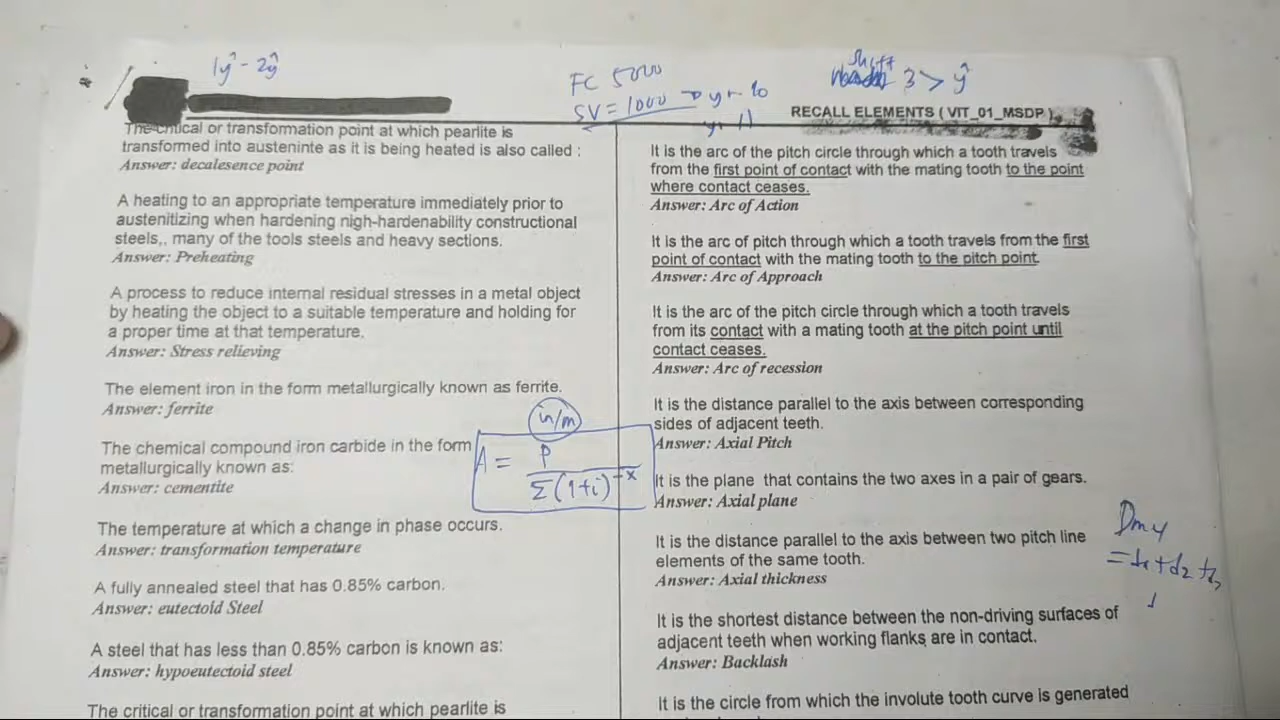 1ŷ - 2ŷ
FC 5000
SV = 1000 → yr 10
yr 11
Shift
3 > ŷ
RECALL ELEMENTS ( VIT_01_MSDP )
The critical or transformation point at which pearlite is
transformed into austeninte as it is being heated is also called :
Answer: decalesence point
A heating to an appropriate temperature immediately prior to
austenitizing when hardening nigh-hardenability constructional
steels,, many of the tools steels and heavy sections.
Answer: Preheating
A process to reduce internal residual stresses in a metal object
by heating the object to a suitable temperature and holding for
a proper time at that temperature.
Answer: Stress relieving
The element iron in the form metallurgically known as ferrite.
Answer: ferrite
The chemical compound iron carbide in the form
metallurgically known as:
Answer: cementite
The temperature at which a change in phase occurs.
Answer: transformation temperature
A fully annealed steel that has 0.85% carbon.
Answer: eutectoid Steel
A steel that has less than 0.85% carbon is known as:
Answer: hypoeutectoid steel
The critical or transformation point at which pearlite is
in/m
A = P
Σ(1+i)^-x
It is the arc of the pitch circle through which a tooth travels
from the first point of contact with the mating tooth to the point
where contact ceases.
Answer: Arc of Action
It is the arc of pitch through which a tooth travels from the first
point of contact with the mating tooth to the pitch point.
Answer: Arc of Approach
It is the arc of the pitch circle through which a tooth travels
from its contact with a mating tooth at the pitch point until
contact ceases.
Answer: Arc of recession
It is the distance parallel to the axis between corresponding
sides of adjacent teeth.
Answer: Axial Pitch
It is the plane that contains the two axes in a pair of gears.
Answer: Axial plane
It is the distance parallel to the axis between two pitch line
elements of the same tooth.
Answer: Axial thickness
It is the shortest distance between the non-driving surfaces of
adjacent teeth when working flanks are in contact.
Answer: Backlash
It is the circle from which the involute tooth curve is generated
Dm4
= d1 + d2 + d3